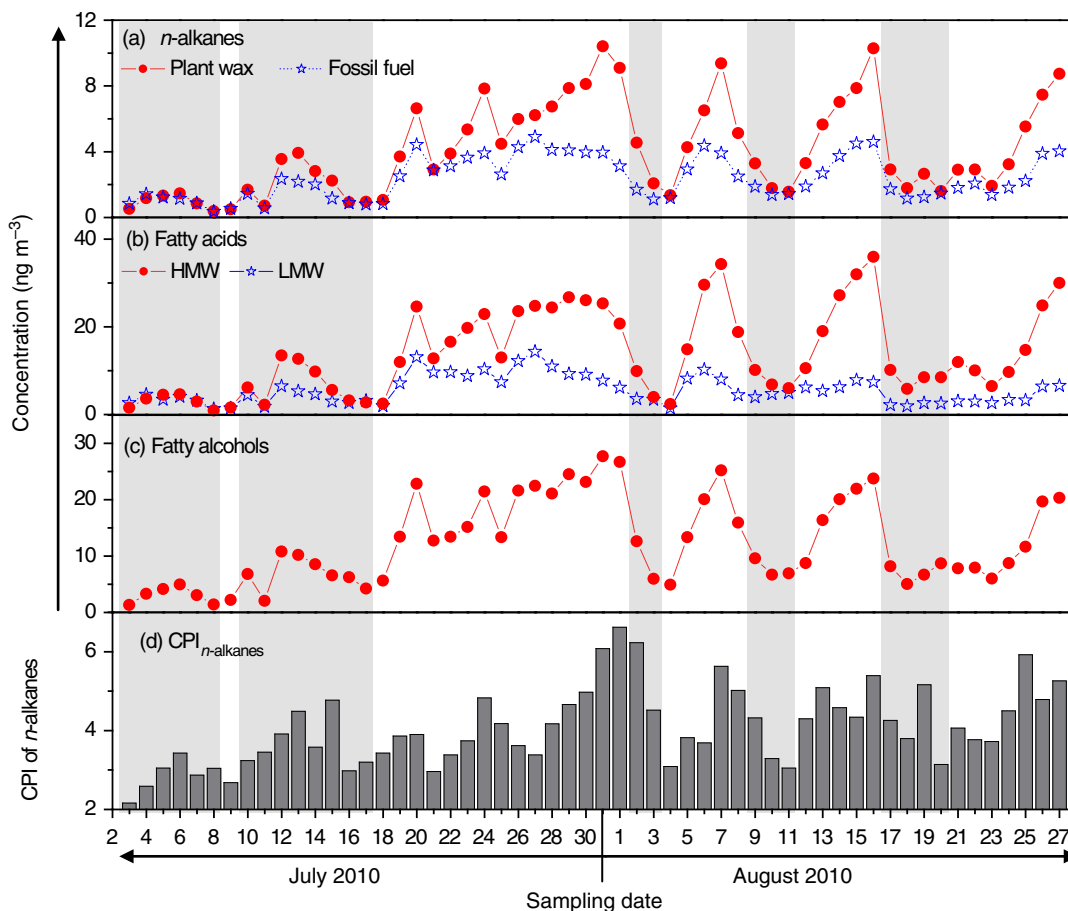 (a) n-alkanes
Plant wax Fossil fuel
12
8
4
0
(b) Fatty acids
HMW LMW
40
20
0
(c) Fatty alcohols
30
20
10
0
Concentration (ng m⁻³)
(d) CPI n-alkanes
6
4
2
CPI of n-alkanes
2 4 6 8 10 12 14 16 18 20 22 24 26 28 30 1 3 5 7 9 11 13 15 17 19 21 23 25 27
July 2010 August 2010
Sampling date